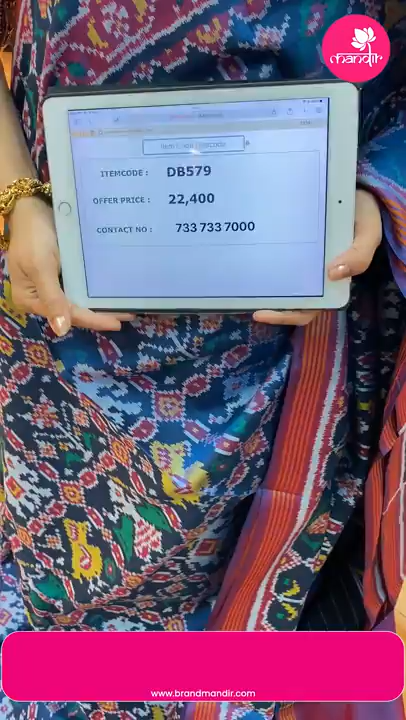 mandir
ITEMCODE : DB579
OFFER PRICE : 22,400
CONTACT NO : 733 733 7000
www.brandmandir.com